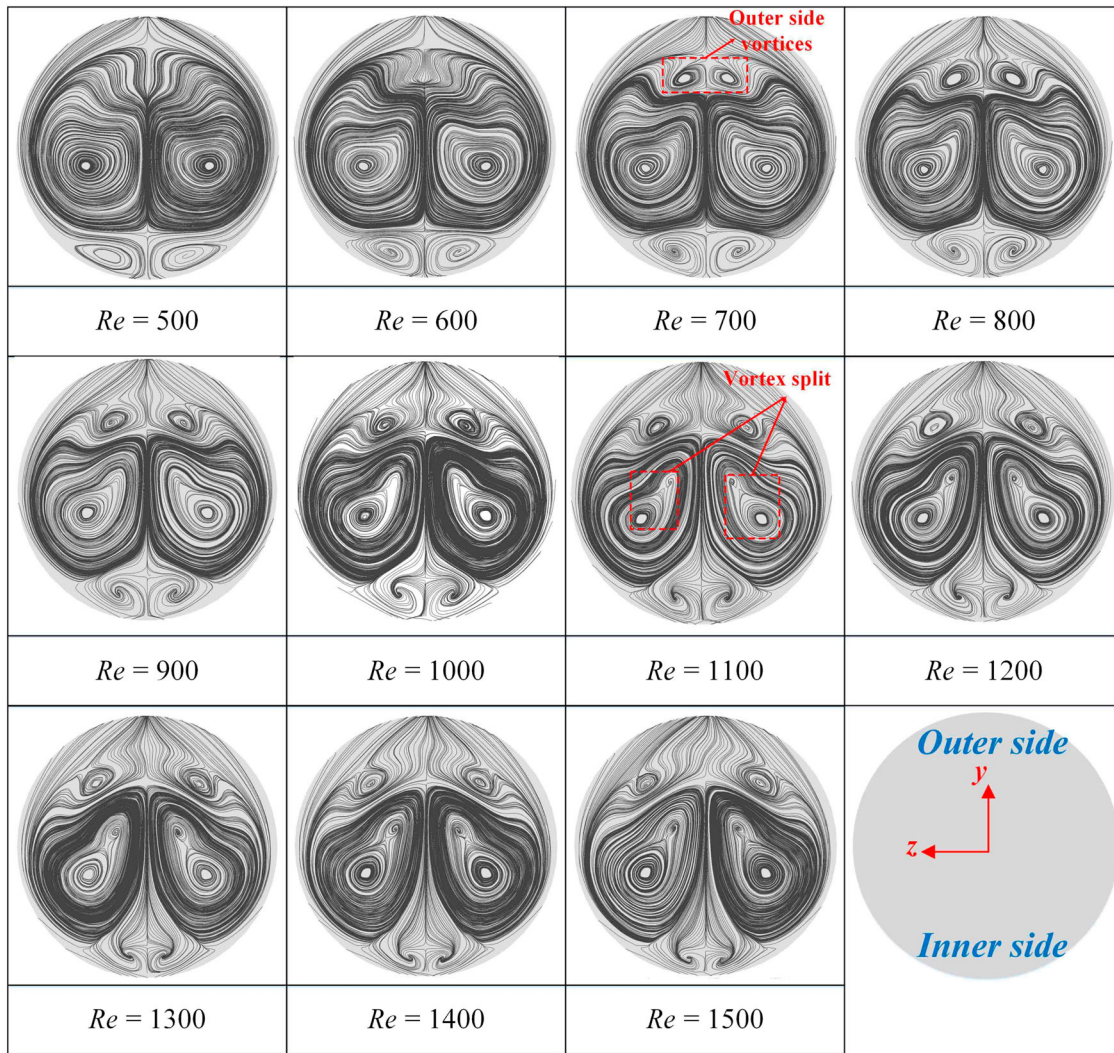 Outer side
vortices
Re = 500
Re = 600
Re = 700
Re = 800
Vortex split
Re = 900
Re = 1000
Re = 1100
Re = 1200
Outer side
y
z
Inner side
Re = 1300
Re = 1400
Re = 1500